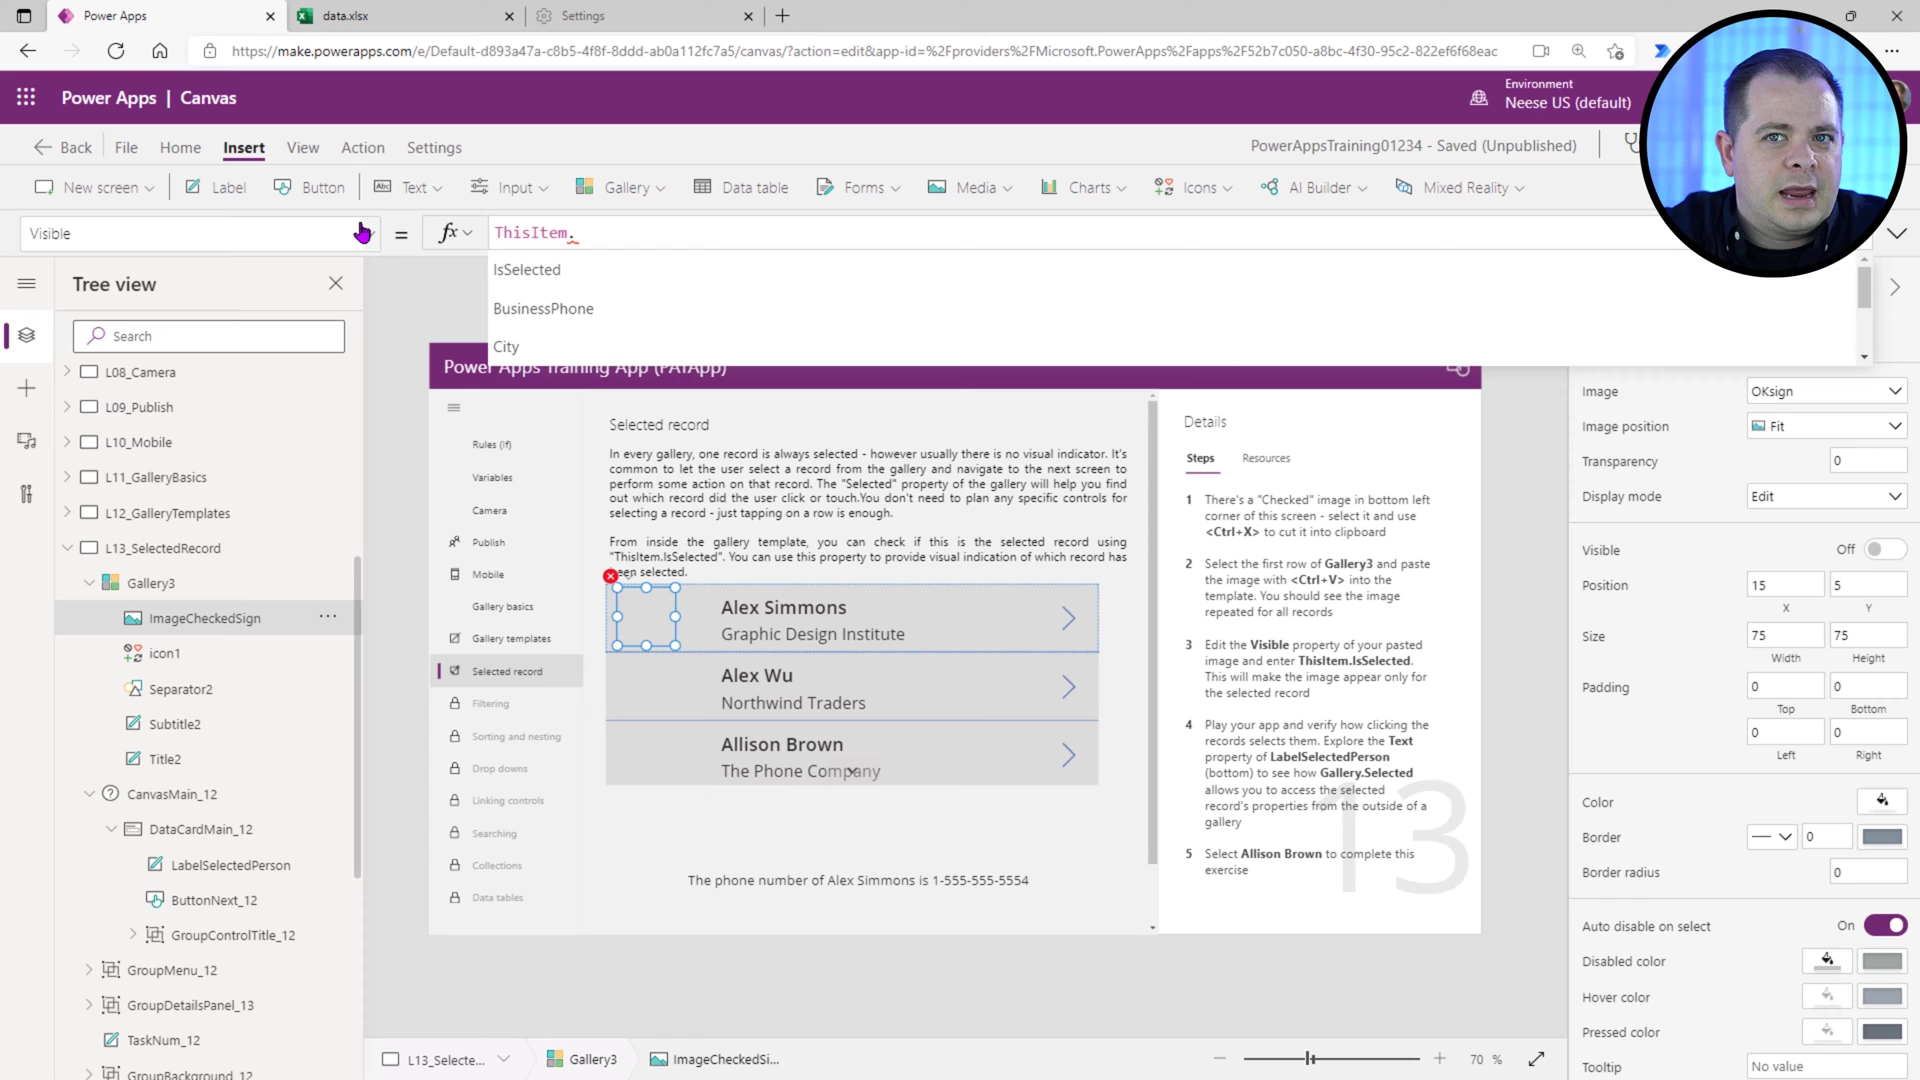 Power Apps
data.xlsx
Settings
https://make.powerapps.com/e/Default-d893a47a-c8b5-4f8f-8ddd-ab0a112fc7a5/canvas/?action=edit&app-id=%2Fproviders%2FMicrosoft.PowerApps%2Fapps%2F52b7c050-a8bc-4f30-95c2-822ef6f68eac
Power Apps | Canvas
Environment
Neese US (default)
Back File Home Insert View Action Settings
PowerAppsTraining01234 - Saved (Unpublished)
New screen Label Button Text Input Gallery Data table Forms Media Charts Icons AI Builder Mixed Reality
Visible = fx ThisItem.
IsSelected
BusinessPhone
City
Tree view
Search
L08_Camera
L09_Publish
L10_Mobile
L11_GalleryBasics
L12_GalleryTemplates
L13_SelectedRecord
Gallery3
ImageCheckedSign
icon1
Separator2
Subtitle2
Title2
CanvasMain_12
DataCardMain_12
LabelSelectedPerson
ButtonNext_12
GroupControlTitle_12
GroupMenu_12
GroupDetailsPanel_13
TaskNum_12
GroupBackground_12
Power Apps Training App (PATApp)
Rules (If)
Variables
Camera
Publish
Mobile
Gallery basics
Gallery templates
Selected record
Filtering
Sorting and nesting
Drop downs
Linking controls
Searching
Collections
Data tables
Selected record
In every gallery, one record is always selected - however usually there is no visual indicator. It's
common to let the user select a record from the gallery and navigate to the next screen to
perform some action on that record. The "Selected" property of the gallery will help you find
out which record did the user click or touch.You don't need to plan any specific controls for
selecting a record - just tapping on a row is enough.
From inside the gallery template, you can check if this is the selected record using
"ThisItem.IsSelected". You can use this property to provide visual indication of which record has
been selected.
Alex Simmons
Graphic Design Institute
Alex Wu
Northwind Traders
Allison Brown
The Phone Company
The phone number of Alex Simmons is 1-555-555-5554
Details
Steps Resources
1 There's a "Checked" image in bottom left
corner of this screen - select it and use
<Ctrl+X> to cut it into clipboard
2 Select the first row of Gallery3 and paste
the image with <Ctrl+V> into the
template. You should see the image
repeated for all records
3 Edit the Visible property of your pasted
image and enter ThisItem.IsSelected.
This will make the image appear only for
the selected record
4 Play your app and verify how clicking the
records selects them. Explore the Text
property of LabelSelectedPerson
(bottom) to see how Gallery.Selected
allows you to access the selected
record's properties from the outside of a
gallery
5 Select Allison Brown to complete this
exercise
13
Image OKsign
Image position Fit
Transparency 0
Display mode Edit
Visible Off
Position 15 5
X Y
Size 75 75
Width Height
Padding 0 0
Top Bottom
0 0
Left Right
Color
Border 0
Border radius 0
Auto disable on select On
Disabled color
Hover color
Pressed color
Tooltip No value
L13_Selecte... Gallery3 ImageCheckedSi...
70 %